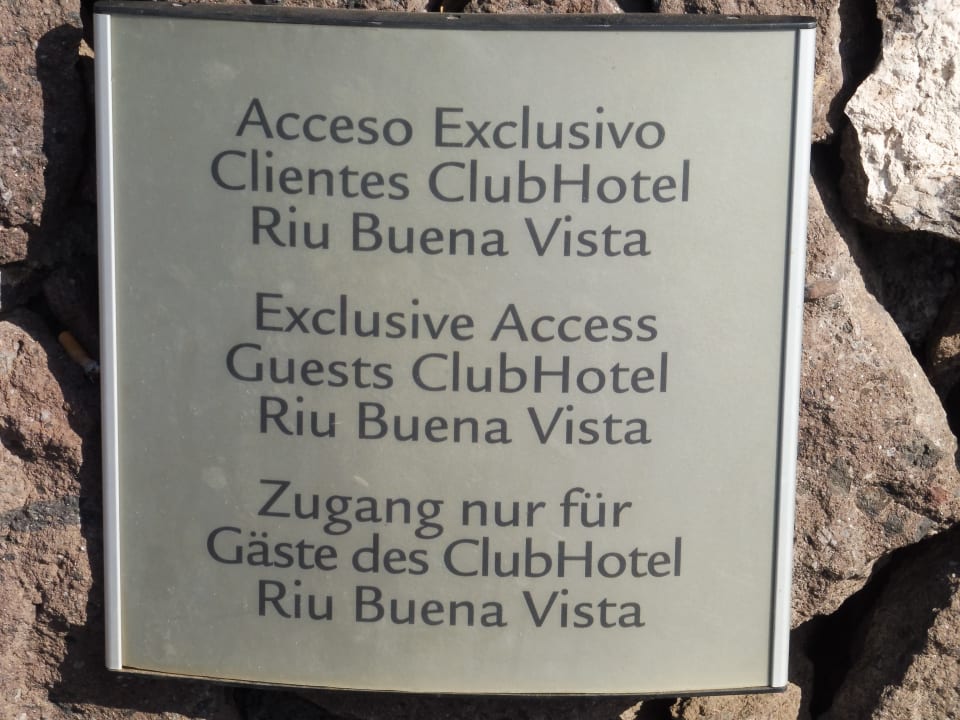 Acceso Exclusivo
Clientes ClubHotel
Riu Buena Vista
Exclusive Access
Guests ClubHotel
Riu Buena Vista
Zugang nur für
Gäste des ClubHotel
Riu Buena Vista